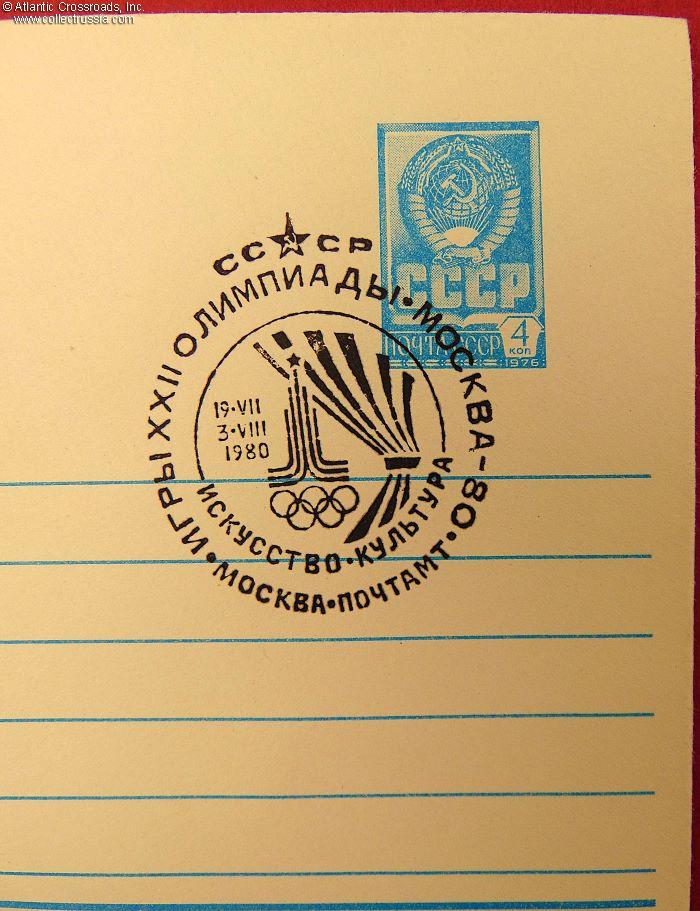 © Atlantic Crossroads, Inc.
www.collectrussia.com
СССР
ПОЧТА СССР
4
КОП
1976
СССР
ИГРЫ XXII ОЛИМПИАДЫ · МОСКВА-80
19·VII
3·VIII
1980
ИСКУССТВО · КУЛЬТУРА
· МОСКВА · ПОЧТАМТ ·